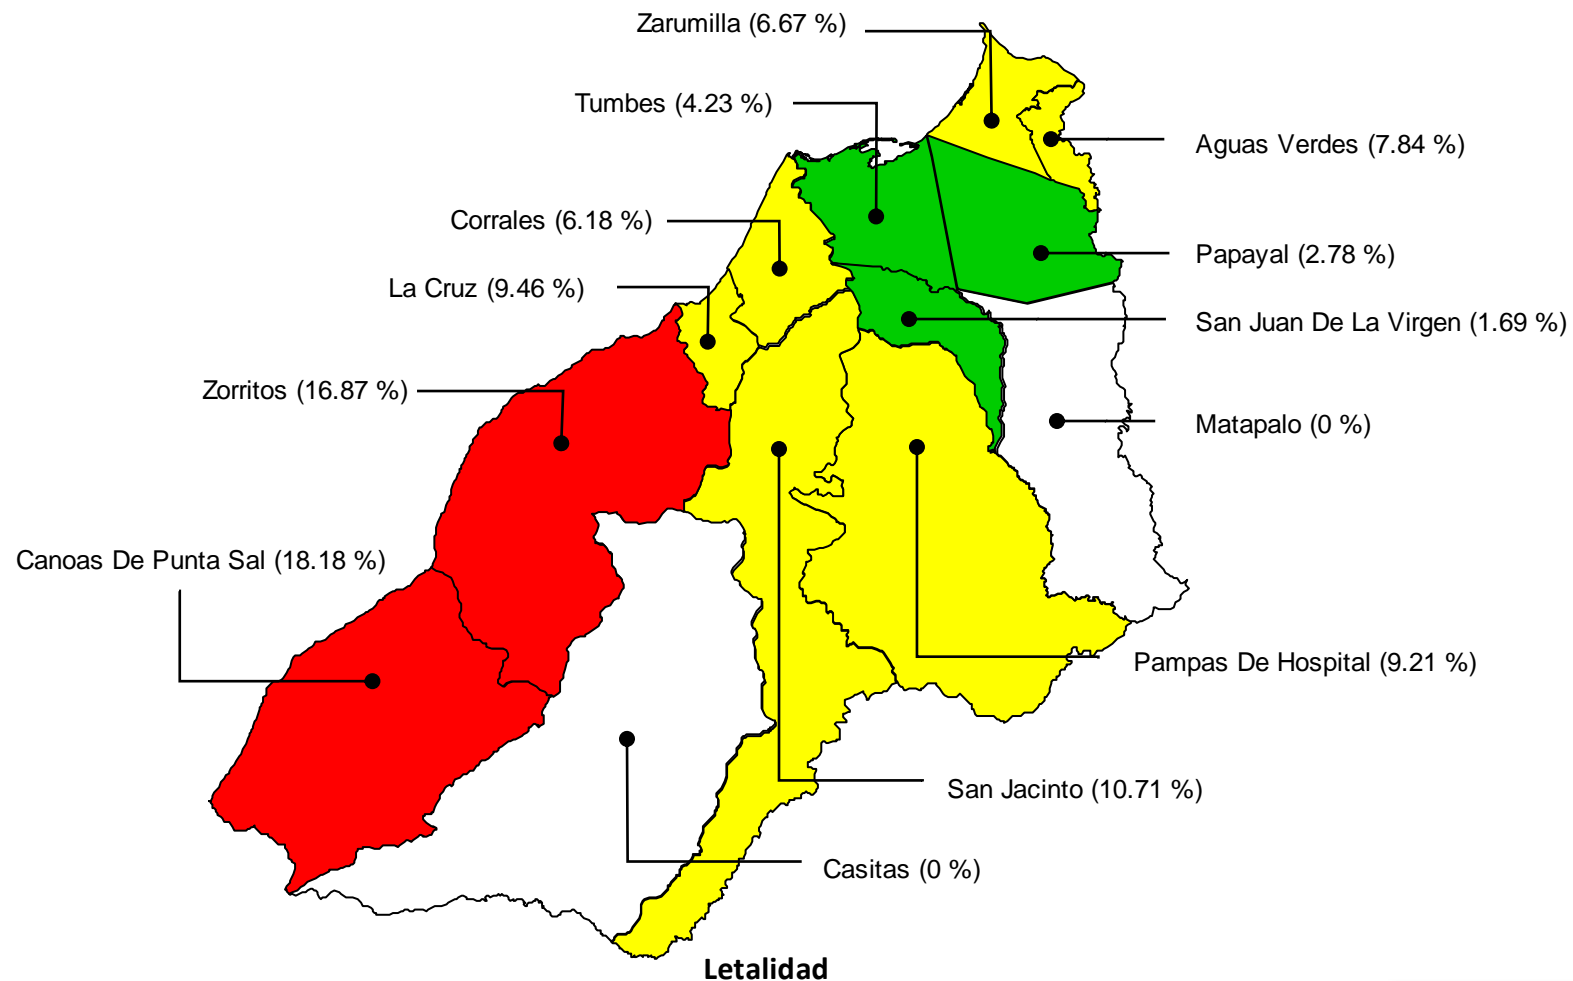 Zarumilla (6.67 %)
Tumbes (4.23 %)
Aguas Verdes (7.84 %)
Corrales (6.18 %)
Papayal (2.78 %)
La Cruz (9.46 %)
San Juan De La Virgen (1.69 %)
Zorritos (16.87 %)
Matapalo (0 %)
Canoas De Punta Sal (18.18 %)
Pampas De Hospital (9.21 %)
San Jacinto (10.71 %)
Casitas (0 %)
Letalidad